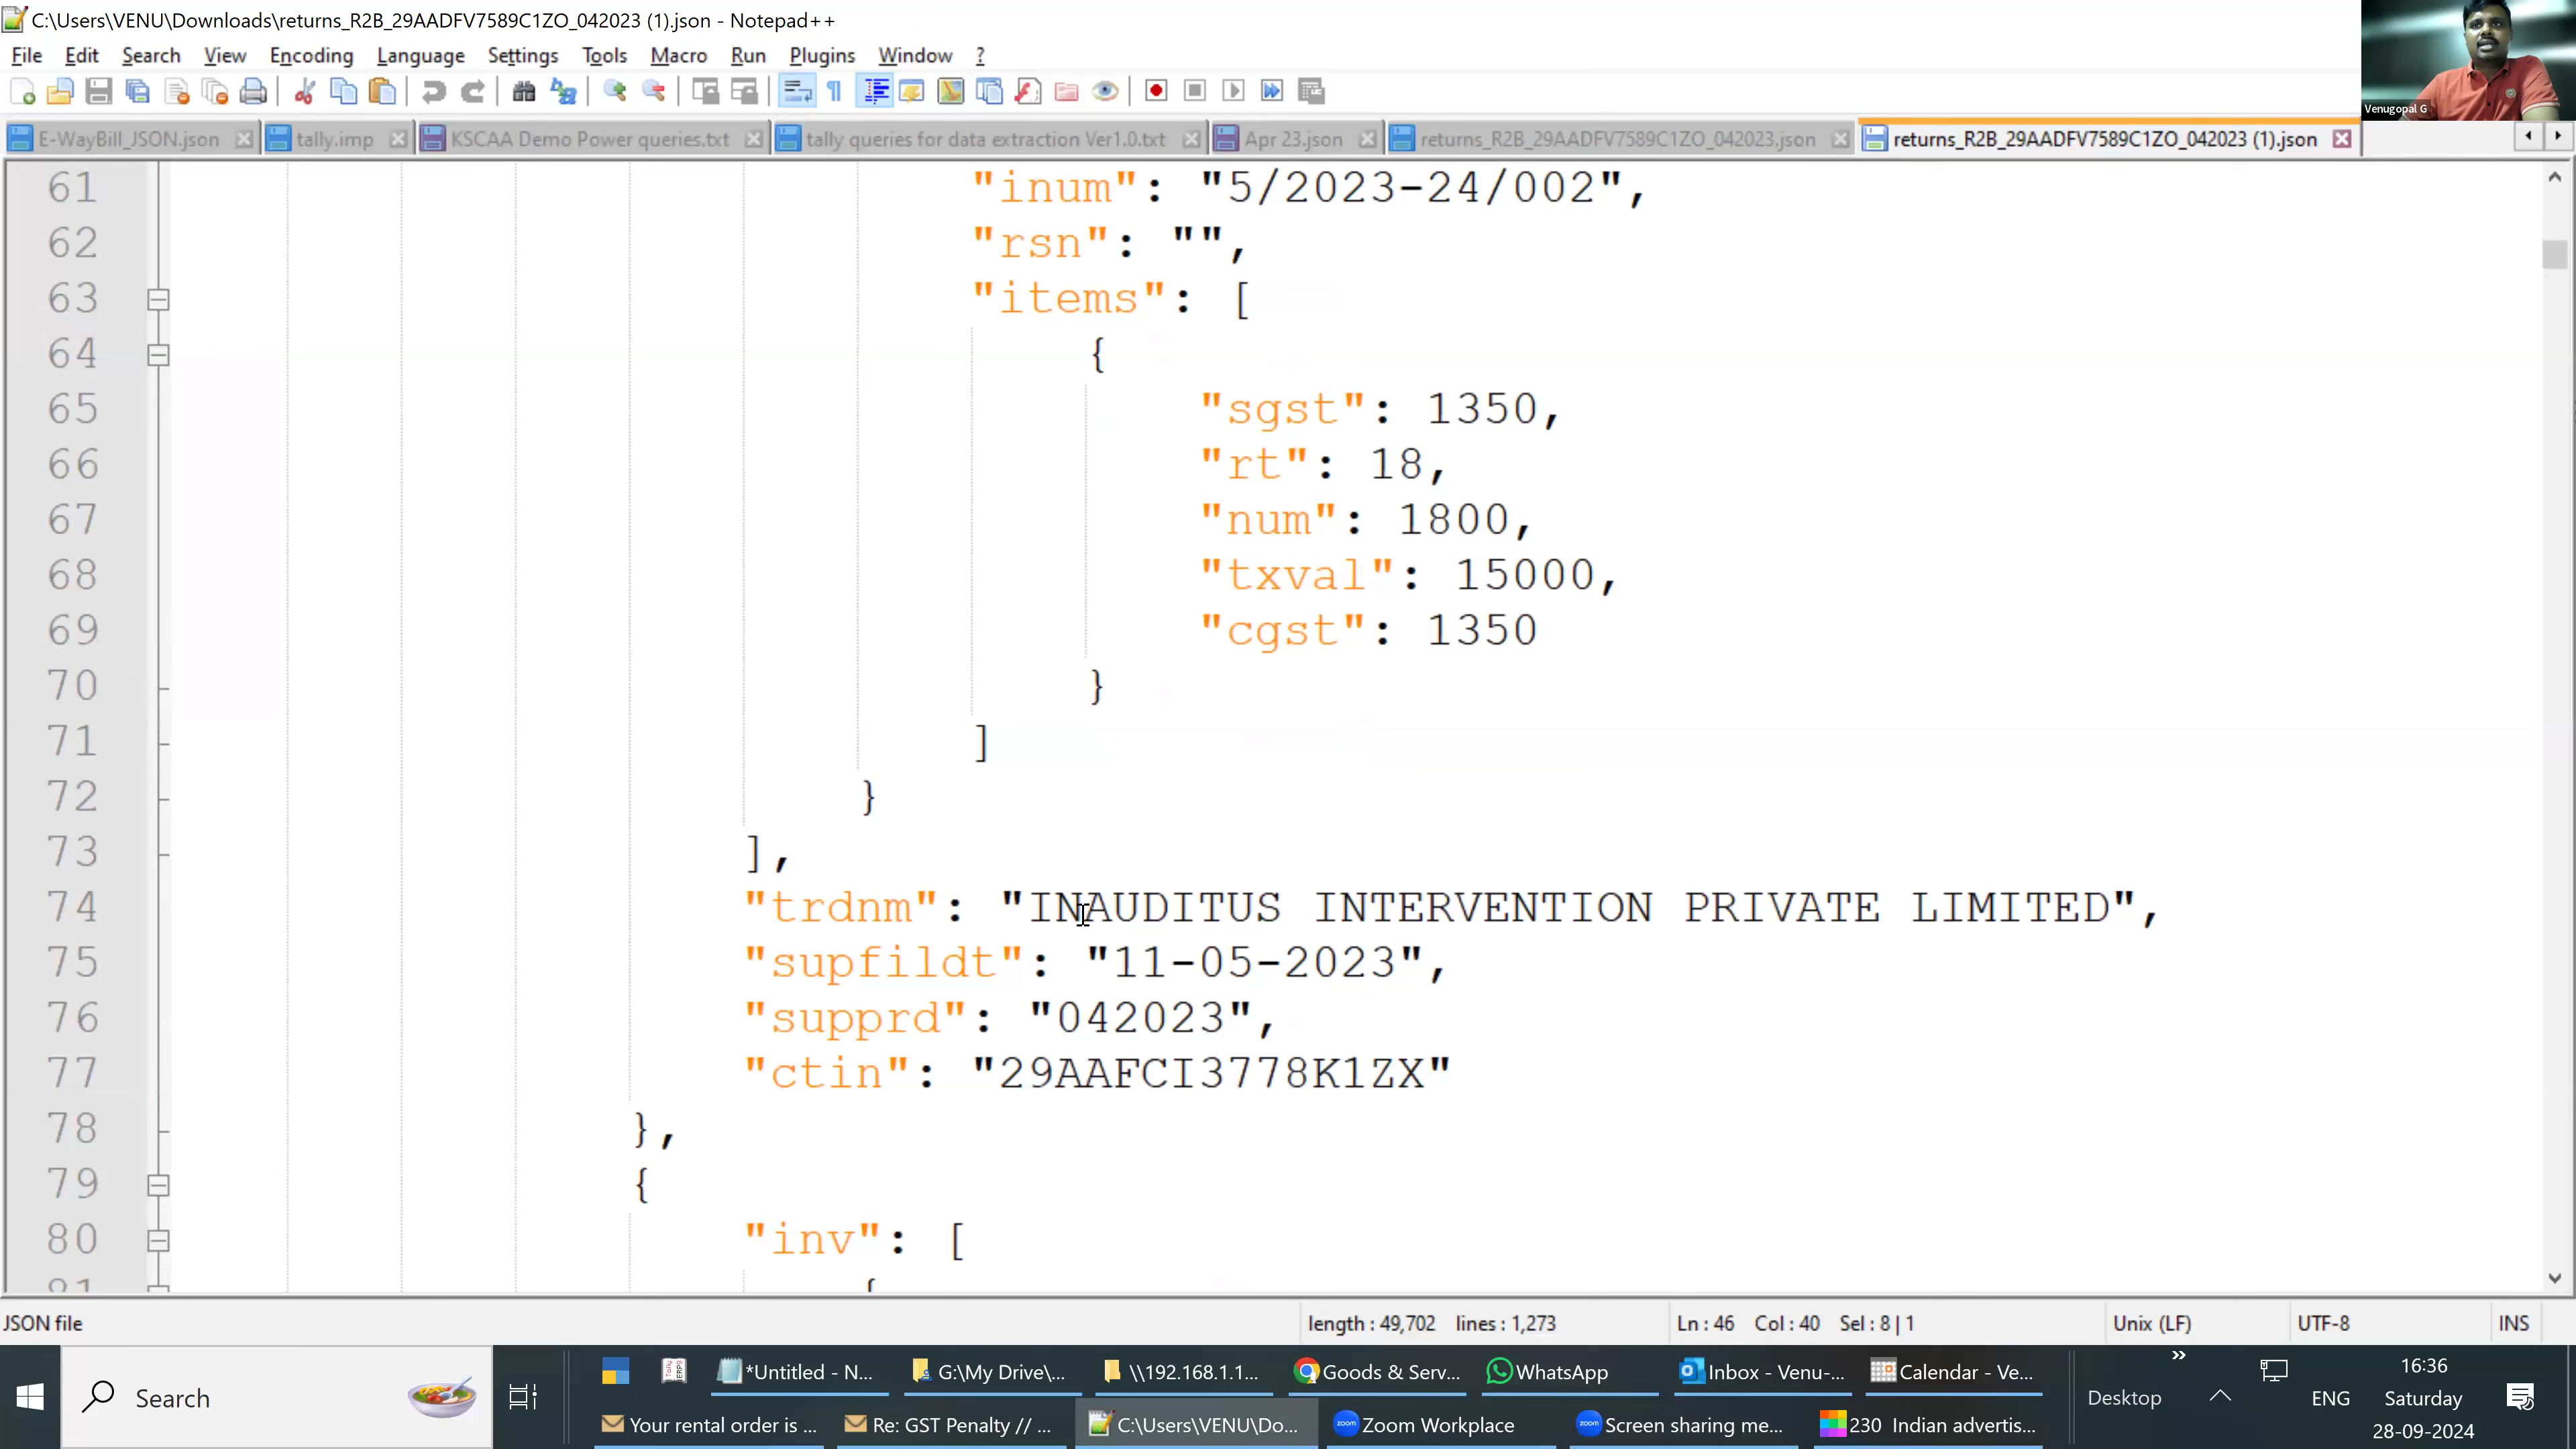 C:\Users\VENU\Downloads\returns_R2B_29AADFV7589C1ZO_042023 (1).json - Notepad++
File Edit Search View Encoding Language Settings Tools Macro Run Plugins Window ?
Venugopal G
E-WayBill_JSON.json tally.imp KSCAA Demo Power queries.txt tally queries for data extraction Ver1.0.txt Apr 23.json returns_R2B_29AADFV7589C1ZO_042023.json returns_R2B_29AADFV7589C1ZO_042023 (1).json
61 "inum": "5/2023-24/002",
62 "rsn": "",
63 "items": [
64 {
65 "sgst": 1350,
66 "rt": 18,
67 "num": 1800,
68 "txval": 15000,
69 "cgst": 1350
70 }
71 ]
72 }
73 ],
74 "trdnm": "INAUDITUS INTERVENTION PRIVATE LIMITED",
75 "supfildt": "11-05-2023",
76 "supprd": "042023",
77 "ctin": "29AAFCI3778K1ZX"
78 },
79 {
80 "inv": [
81 {
JSON file length : 49,702 lines : 1,273 Ln : 46 Col : 40 Sel : 8 | 1 Unix (LF) UTF-8 INS
*Untitled - N... G:\My Drive\... \\192.168.1.1... Goods & Serv... WhatsApp Inbox - Venu-... Calendar - Ve...
Search
Your rental order is ... Re: GST Penalty // ... C:\Users\VENU\Do... zoom Zoom Workplace zoom Screen sharing me... 230 Indian advertis...
Desktop ENG
16:36
Saturday
28-09-2024